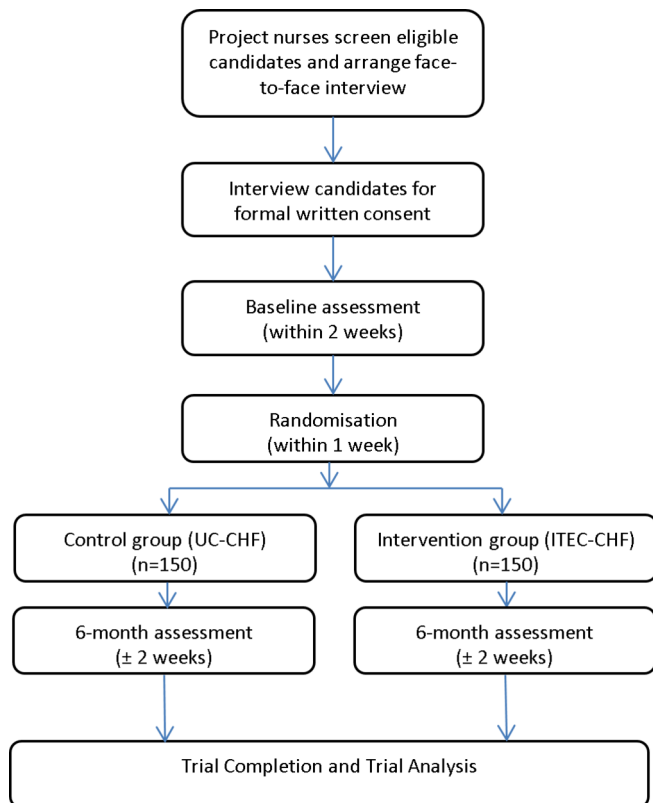 Project nurses screen eligible
candidates and arrange face-
to-face interview
Interview candidates for
formal written consent
Baseline assessment
(within 2 weeks)
Randomisation
(within 1 week)
Control group (UC-CHF)
(n=150)
Intervention group (ITEC-CHF)
(n=150)
6-month assessment
(± 2 weeks)
6-month assessment
(± 2 weeks)
Trial Completion and Trial Analysis